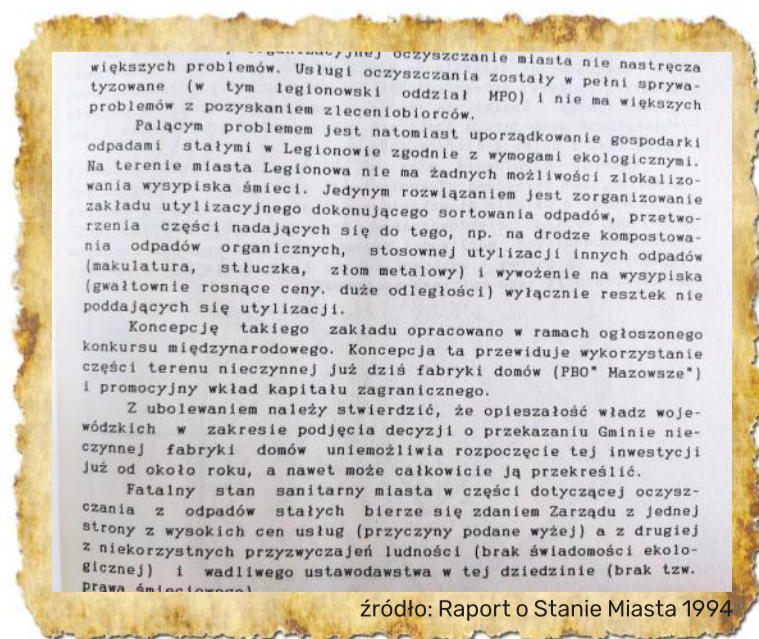 organizacyjnej oczyszczanie miasta nie nastręcza
większych problemów. Usługi oczyszczania zostały w pełni sprywa-
tyzowane (w tym legionowski oddział MPO) i nie ma większych
problemów z pozyskaniem zleceniobiorców.
Palącym problemem jest natomiast uporządkowanie gospodarki
odpadami stałymi w Legionowie zgodnie z wymogami ekologicznymi.
Na terenie miasta Legionowa nie ma żadnych możliwości zlokalizo-
wania wysypiska śmieci. Jedynym rozwiązaniem jest zorganizowanie
zakładu utylizacyjnego dokonującego sortowania odpadów, przetwo-
rzenia części nadających się do tego, np. na drodze kompostowa-
nia odpadów organicznych, stosownej utylizacji innych odpadów
(makulatura, stłuczka, złom metalowy) i wywożenie na wysypiska
(gwałtownie rosnące ceny. duże odległości) wyłącznie resztek nie
poddających się utylizacji.
Koncepcję takiego zakładu opracowano w ramach ogłoszonego
konkursu międzynarodowego. Koncepcja ta przewiduje wykorzystanie
części terenu nieczynnej już dziś fabryki domów (PBO" Mazowsze")
i promocyjny wkład kapitału zagranicznego.
Z ubolewaniem należy stwierdzić, że opieszałość władz woje-
wódzkich w zakresie podjęcia decyzji o przekazaniu Gminie nie-
czynnej fabryki domów uniemożliwia rozpoczęcie tej inwestycji
już od około roku, a nawet może całkowicie ją przekreślić.
Fatalny stan sanitarny miasta w części dotyczącej oczysz-
czania z odpadów stałych bierze się zdaniem Zarządu z jednej
strony z wysokich cen usług (przyczyny podane wyżej) a z drugiej
z niekorzystnych przyzwyczajeń ludności (brak świadomości ekolo-
gicznej) i wadliwego ustawodawstwa w tej dziedzinie (brak tzw.
prawa śmieciowego)
źródło: Raport o Stanie Miasta 1994